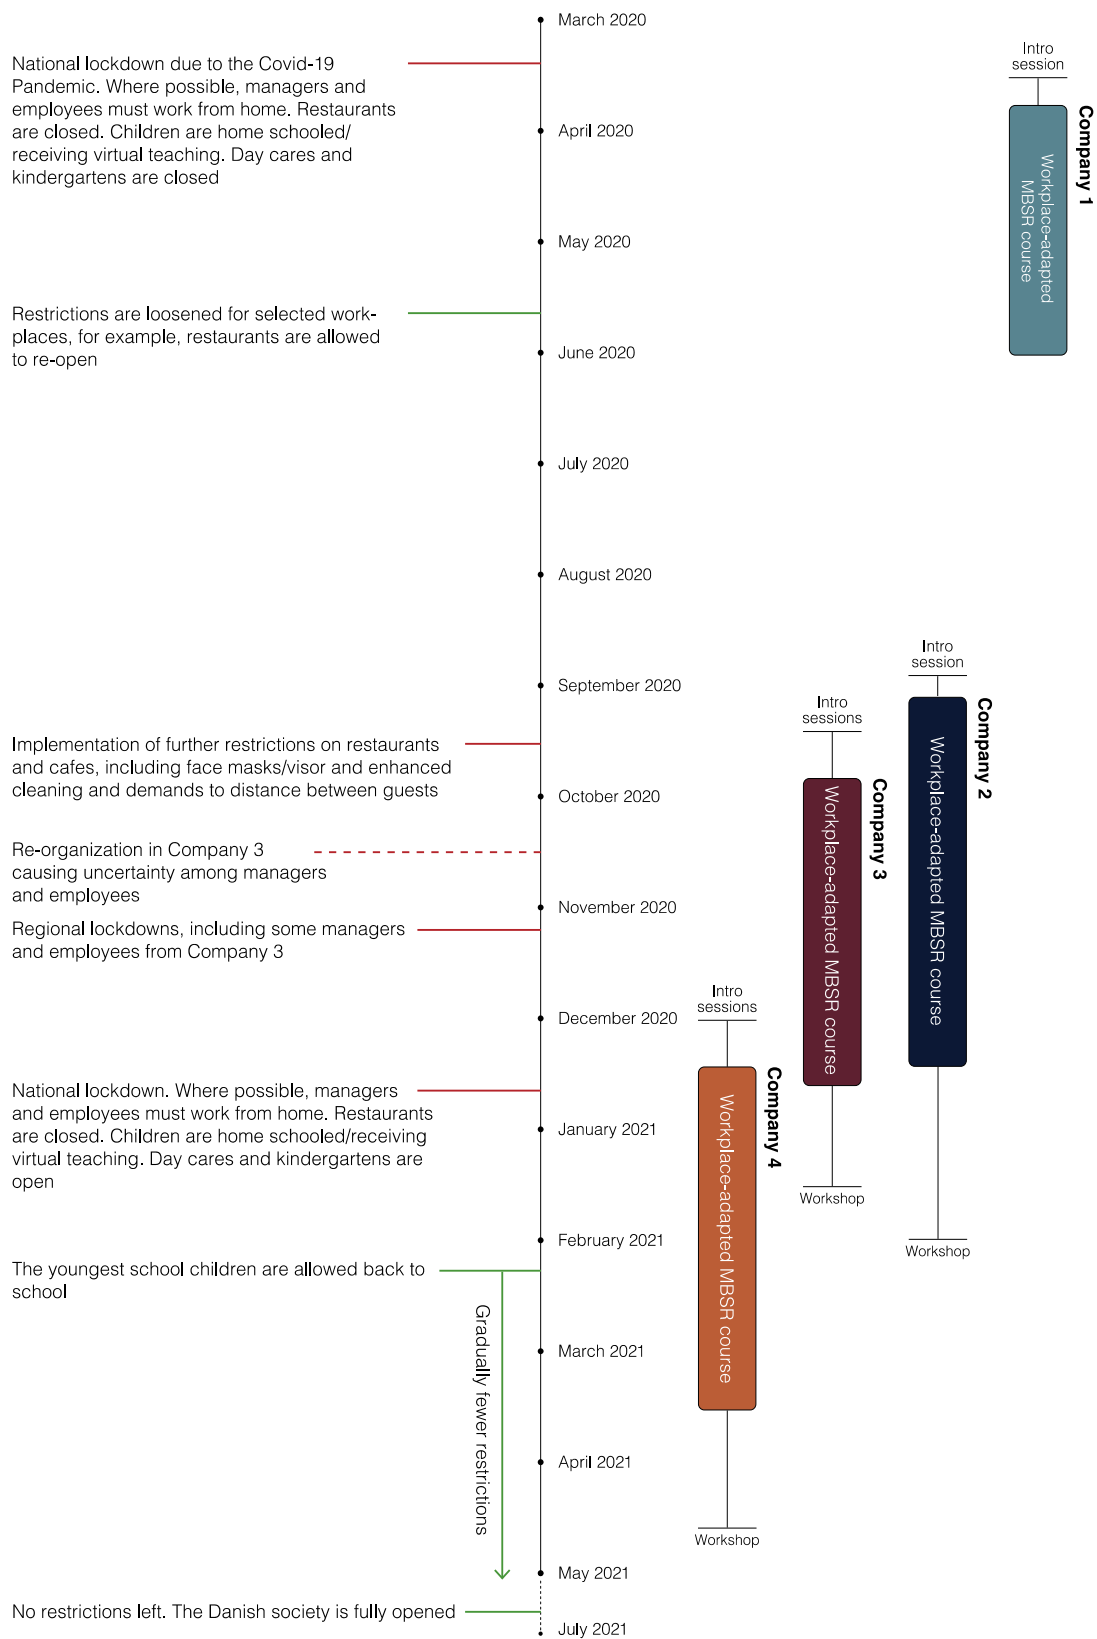 March 2020
National lockdown due to the Covid-19
Pandemic. Where possible, managers and
employees must work from home. Restaurants
are closed. Children are home schooled/
receiving virtual teaching. Day cares and
kindergartens are closed
April 2020
May 2020
Restrictions are loosened for selected work-
places, for example, restaurants are allowed
to re-open
June 2020
July 2020
August 2020
September 2020
Implementation of further restrictions on restaurants
and cafes, including face masks/visor and enhanced
cleaning and demands to distance between guests
October 2020
Re-organization in Company 3
causing uncertainty among managers
and employees
November 2020
Regional lockdowns, including some managers
and employees from Company 3
December 2020
National lockdown. Where possible, managers
and employees must work from home. Restaurants
are closed. Children are home schooled/receiving
virtual teaching. Day cares and kindergartens are
open
January 2021
February 2021
The youngest school children are allowed back to
school
Gradually fewer restrictions
March 2021
April 2021
May 2021
No restrictions left. The Danish society is fully opened
July 2021
Intro
session
Company 1
Workplace-adapted
MBSR course
Intro
session
Company 2
Workplace-adapted MBSR course
Workshop
Intro
sessions
Company 3
Workplace-adapted MBSR course
Workshop
Intro
sessions
Company 4
Workplace-adapted MBSR course
Workshop